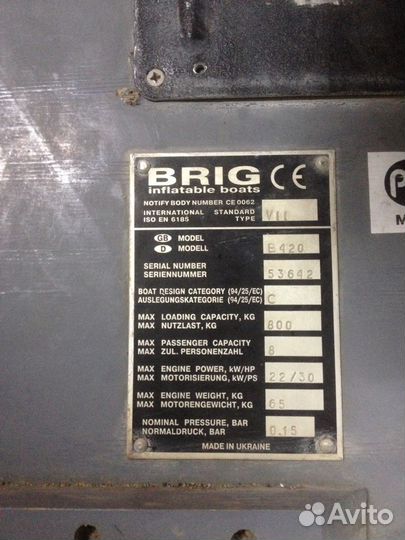 BRIG CE
inflatable boats
NOTIFY BODY NUMBER CE 0062
INTERNATIONAL STANDARD
ISO EN 6185 TYPE VII
GB MODEL
D MODELL B420
SERIAL NUMBER
SERIENNUMMER 53642
BOAT DESIGN CATEGORY (94/25/EC)
AUSLEGUNGSKATEGORIE (94/25/EC) C
MAX LOADING CAPACITY, KG
MAX NUTZLAST, KG 800
MAX PASSENGER CAPACITY
MAX ZUL. PERSONENZAHL 8
MAX ENGINE POWER, kW/HP
MAX MOTORISIERUNG, kW/PS 22/30
MAX ENGINE WEIGHT, KG
MAX MOTORENGEWICHT, KG 65
NOMINAL PRESSURE, BAR
NORMALDRUCK, BAR 0.15
MADE IN UKRAINE
Avito